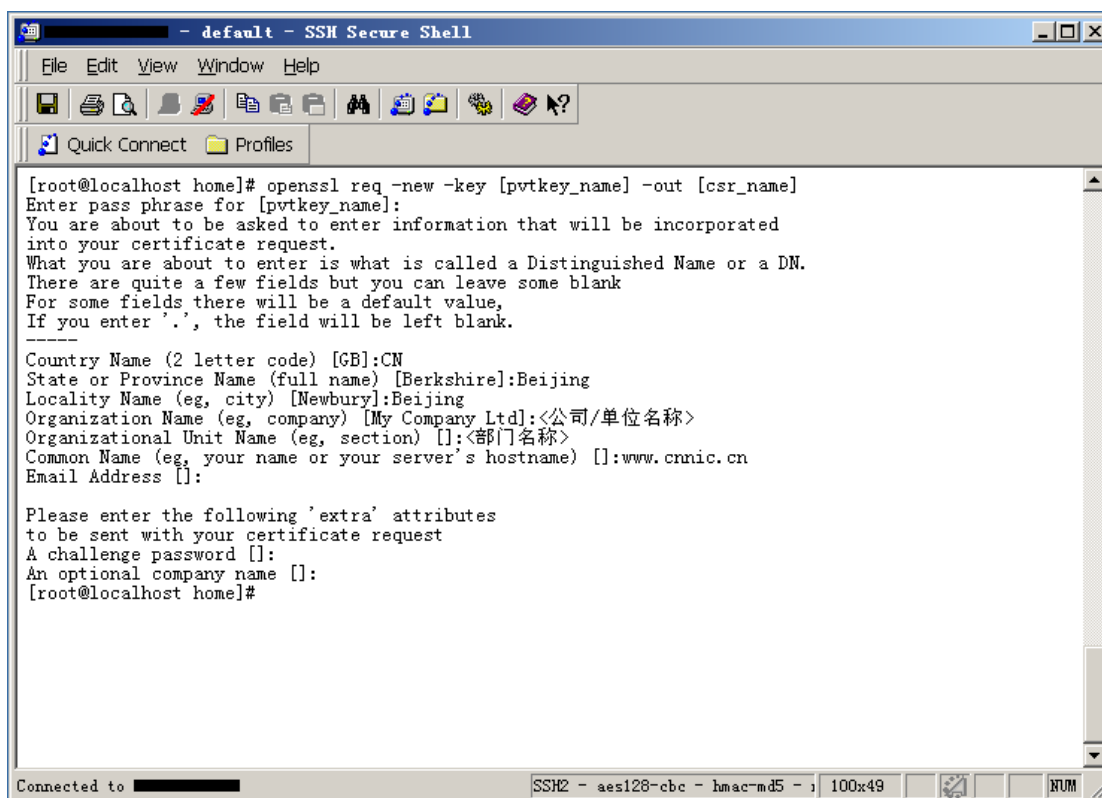 - default - SSH Secure Shell
File Edit View Window Help
Quick Connect Profiles
[root@localhost home]# openssl req -new -key [pvtkey_name] -out [csr_name]
Enter pass phrase for [pvtkey_name]:
You are about to be asked to enter information that will be incorporated
into your certificate request.
What you are about to enter is what is called a Distinguished Name or a DN.
There are quite a few fields but you can leave some blank
For some fields there will be a default value,
If you enter '.', the field will be left blank.
-----
Country Name (2 letter code) [GB]:CN
State or Province Name (full name) [Berkshire]:Beijing
Locality Name (eg, city) [Newbury]:Beijing
Organization Name (eg, company) [My Company Ltd]:<公司/单位名称>
Organizational Unit Name (eg, section) []:<部门名称>
Common Name (eg, your name or your server's hostname) []:www.cnnic.cn
Email Address []:
Please enter the following 'extra' attributes
to be sent with your certificate request
A challenge password []:
An optional company name []:
[root@localhost home]#
Connected to SSH2 - aes128-cbc - hmac-md5 - 100x49 NUM